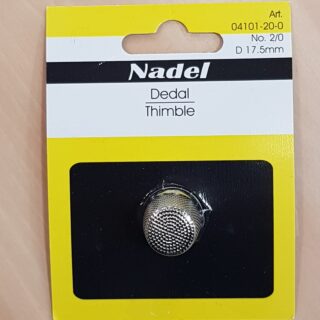 Art.
04101-20-0
No. 2/0
D 17.5mm
Nadel
Dedal
Thimble